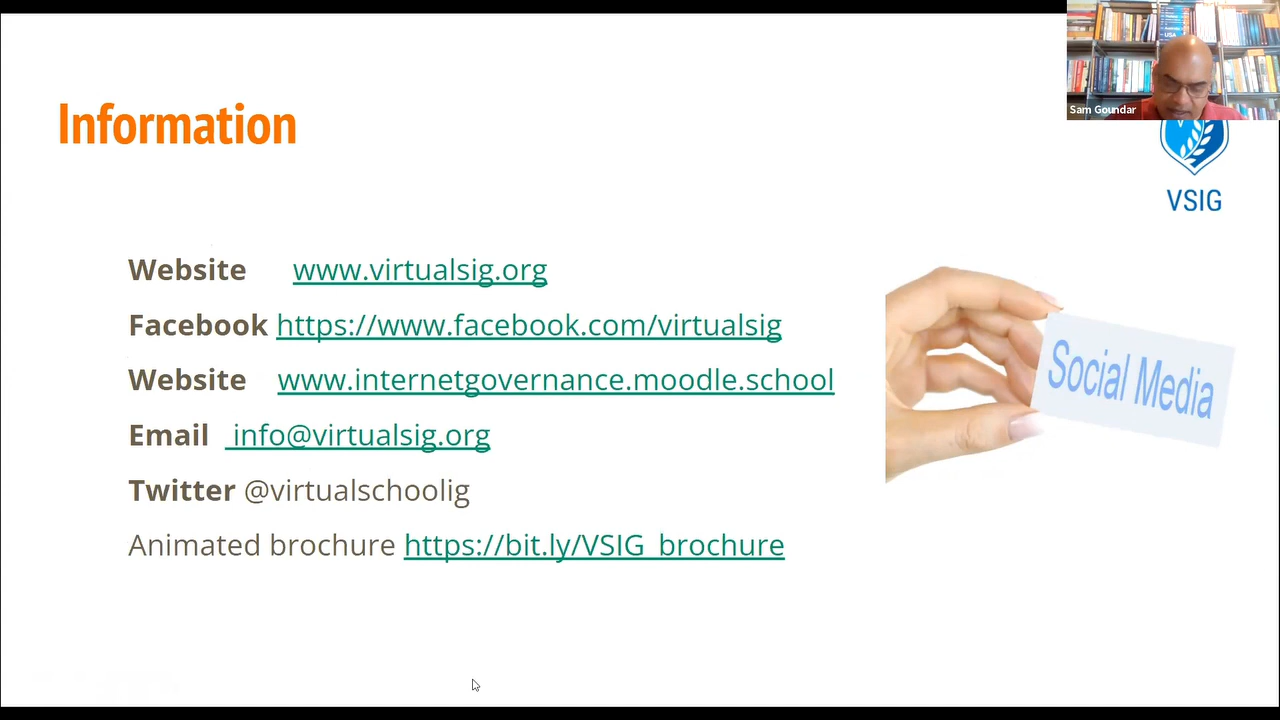 Information
USA
Sam Goundar
VSIG
Website www.virtualsig.org
Facebook https://www.facebook.com/virtualsig
Website www.internetgovernance.moodle.school
Email info@virtualsig.org
Twitter @virtualschoolig
Animated brochure https://bit.ly/VSIG_brochure
Social Media